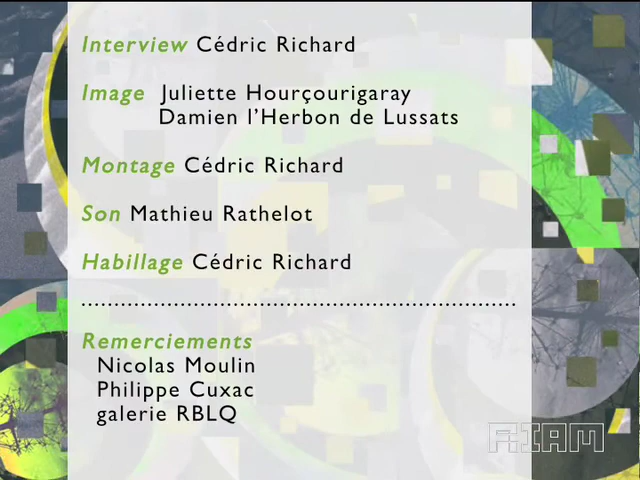 Interview Cédric Richard
Image Juliette Hourçourigaray
Damien l'Herbon de Lussats
Montage Cédric Richard
Son Mathieu Rathelot
Habillage Cédric Richard
Remerciements
Nicolas Moulin
Philippe Cuxac
galerie RBLQ